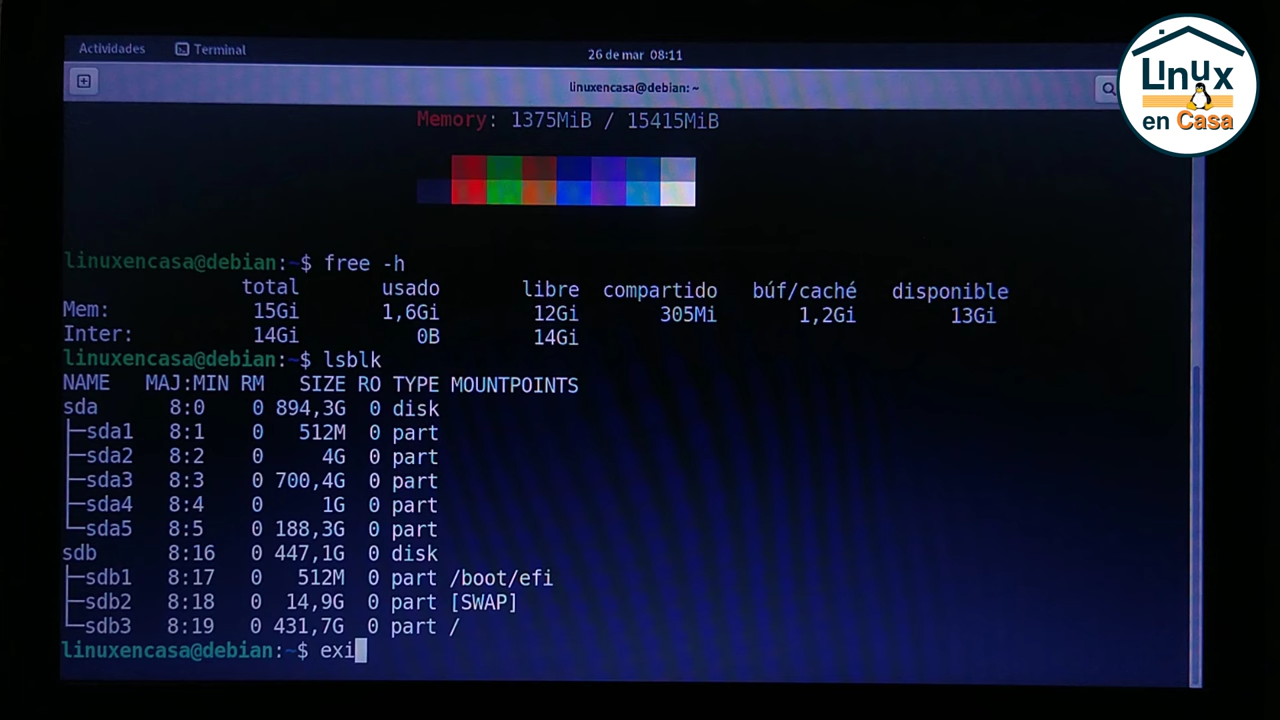 Actividades Terminal
26 de mar 08:11
linuxencasa@debian: ~
LInux
en Casa
Memory: 1375MiB / 15415MiB
linuxencasa@debian:~$ free -h
total usado libre compartido búf/caché disponible
Mem: 15Gi 1,6Gi 12Gi 305Mi 1,2Gi 13Gi
Inter: 14Gi 0B 14Gi
linuxencasa@debian:~$ lsblk
NAME MAJ:MIN RM SIZE RO TYPE MOUNTPOINTS
sda 8:0 0 894,3G 0 disk
├─sda1 8:1 0 512M 0 part
├─sda2 8:2 0 4G 0 part
├─sda3 8:3 0 700,4G 0 part
├─sda4 8:4 0 1G 0 part
└─sda5 8:5 0 188,3G 0 part
sdb 8:16 0 447,1G 0 disk
├─sdb1 8:17 0 512M 0 part /boot/efi
├─sdb2 8:18 0 14,9G 0 part [SWAP]
└─sdb3 8:19 0 431,7G 0 part /
linuxencasa@debian:~$ exi